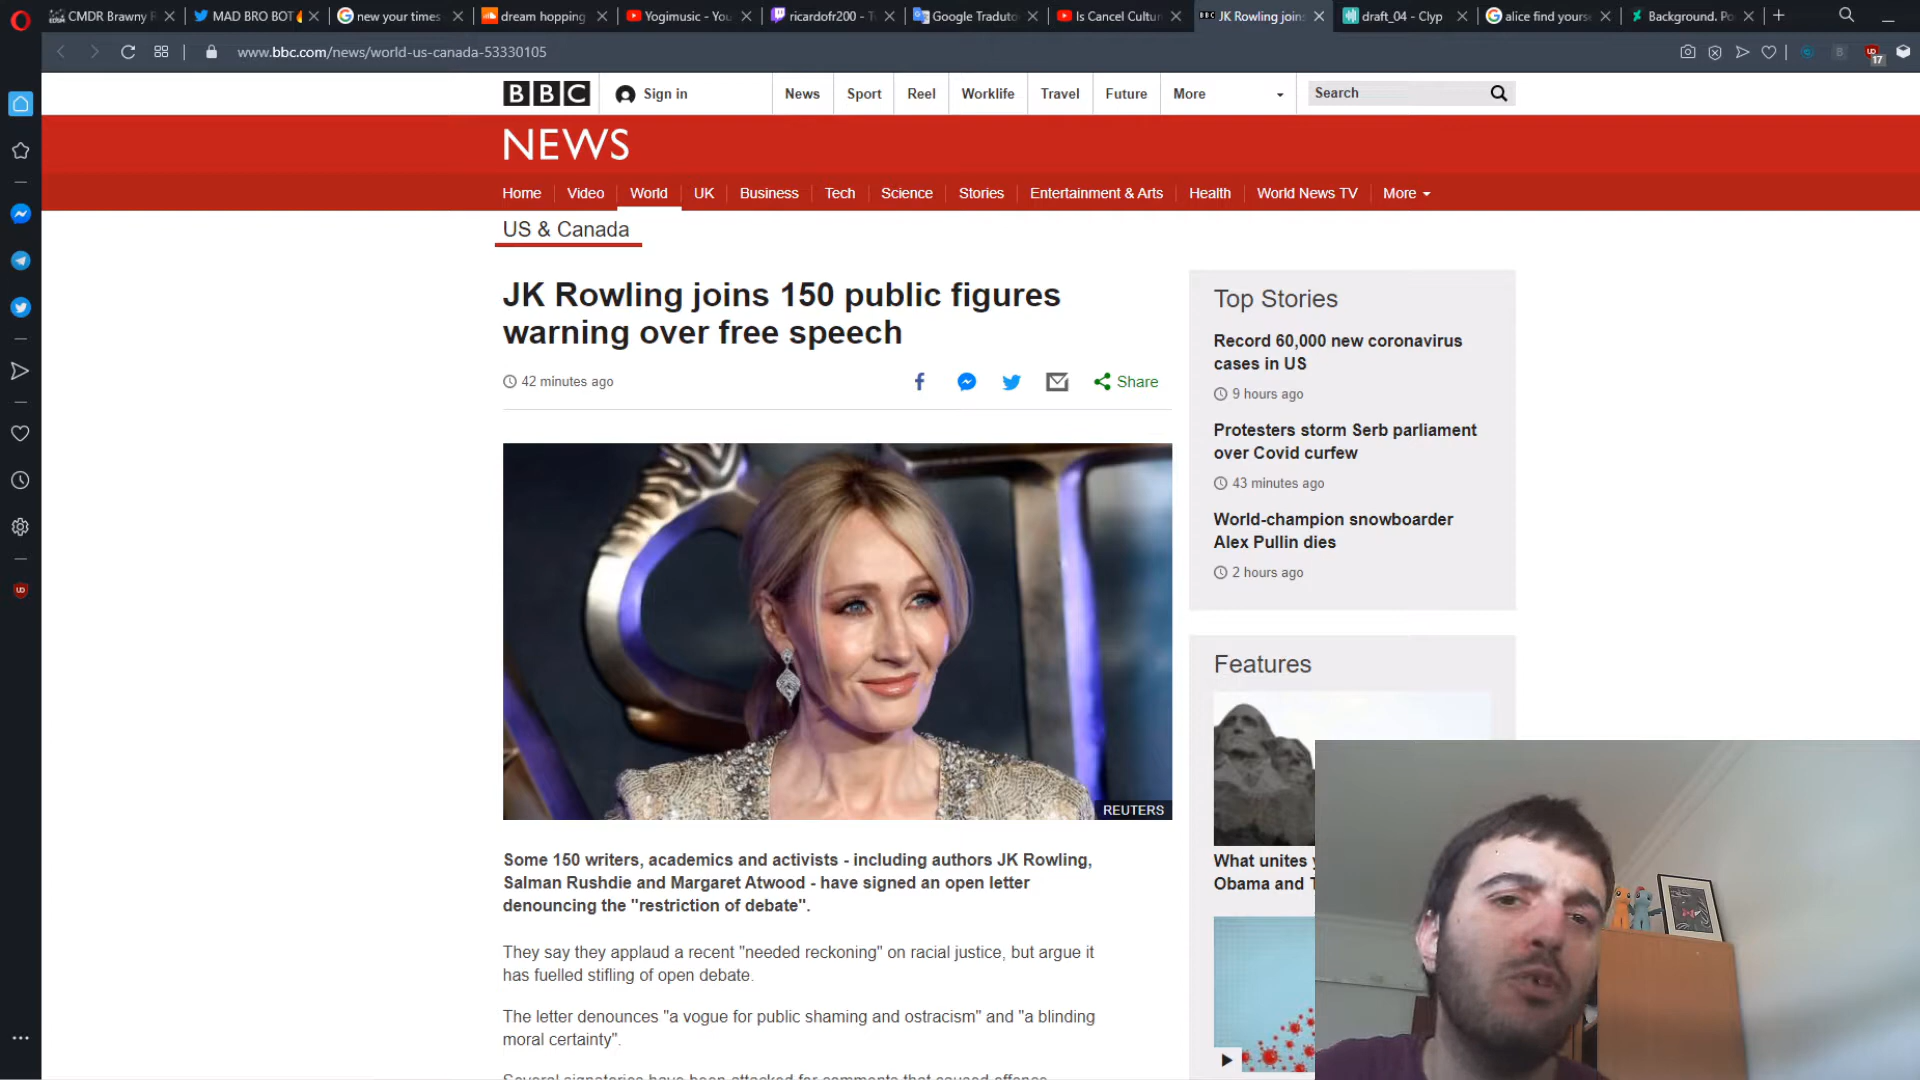 CMDR Brawny
MAD BRO BOT
new your times
dream hopping
Yogimusic - You
ricardofr200 - T
Google Traduto
Is Cancel Cultur
JK Rowling joins
draft_04 - Clyp
alice find yourse
Background. Po
www.bbc.com/news/world-us-canada-53330105
17
BBC
Sign in
News
Sport
Reel
Worklife
Travel
Future
More
Search
NEWS
Home
Video
World
UK
Business
Tech
Science
Stories
Entertainment & Arts
Health
World News TV
More
US & Canada
JK Rowling joins 150 public figures
warning over free speech
42 minutes ago
Share
REUTERS
Some 150 writers, academics and activists - including authors JK Rowling,
Salman Rushdie and Margaret Atwood - have signed an open letter
denouncing the "restriction of debate".
They say they applaud a recent "needed reckoning" on racial justice, but argue it
has fuelled stifling of open debate.
The letter denounces "a vogue for public shaming and ostracism" and "a blinding
moral certainty".
Several signatories have been attacked for comments that caused offence
Top Stories
Record 60,000 new coronavirus
cases in US
9 hours ago
Protesters storm Serb parliament
over Covid curfew
43 minutes ago
World-champion snowboarder
Alex Pullin dies
2 hours ago
Features
What unites
Obama and T